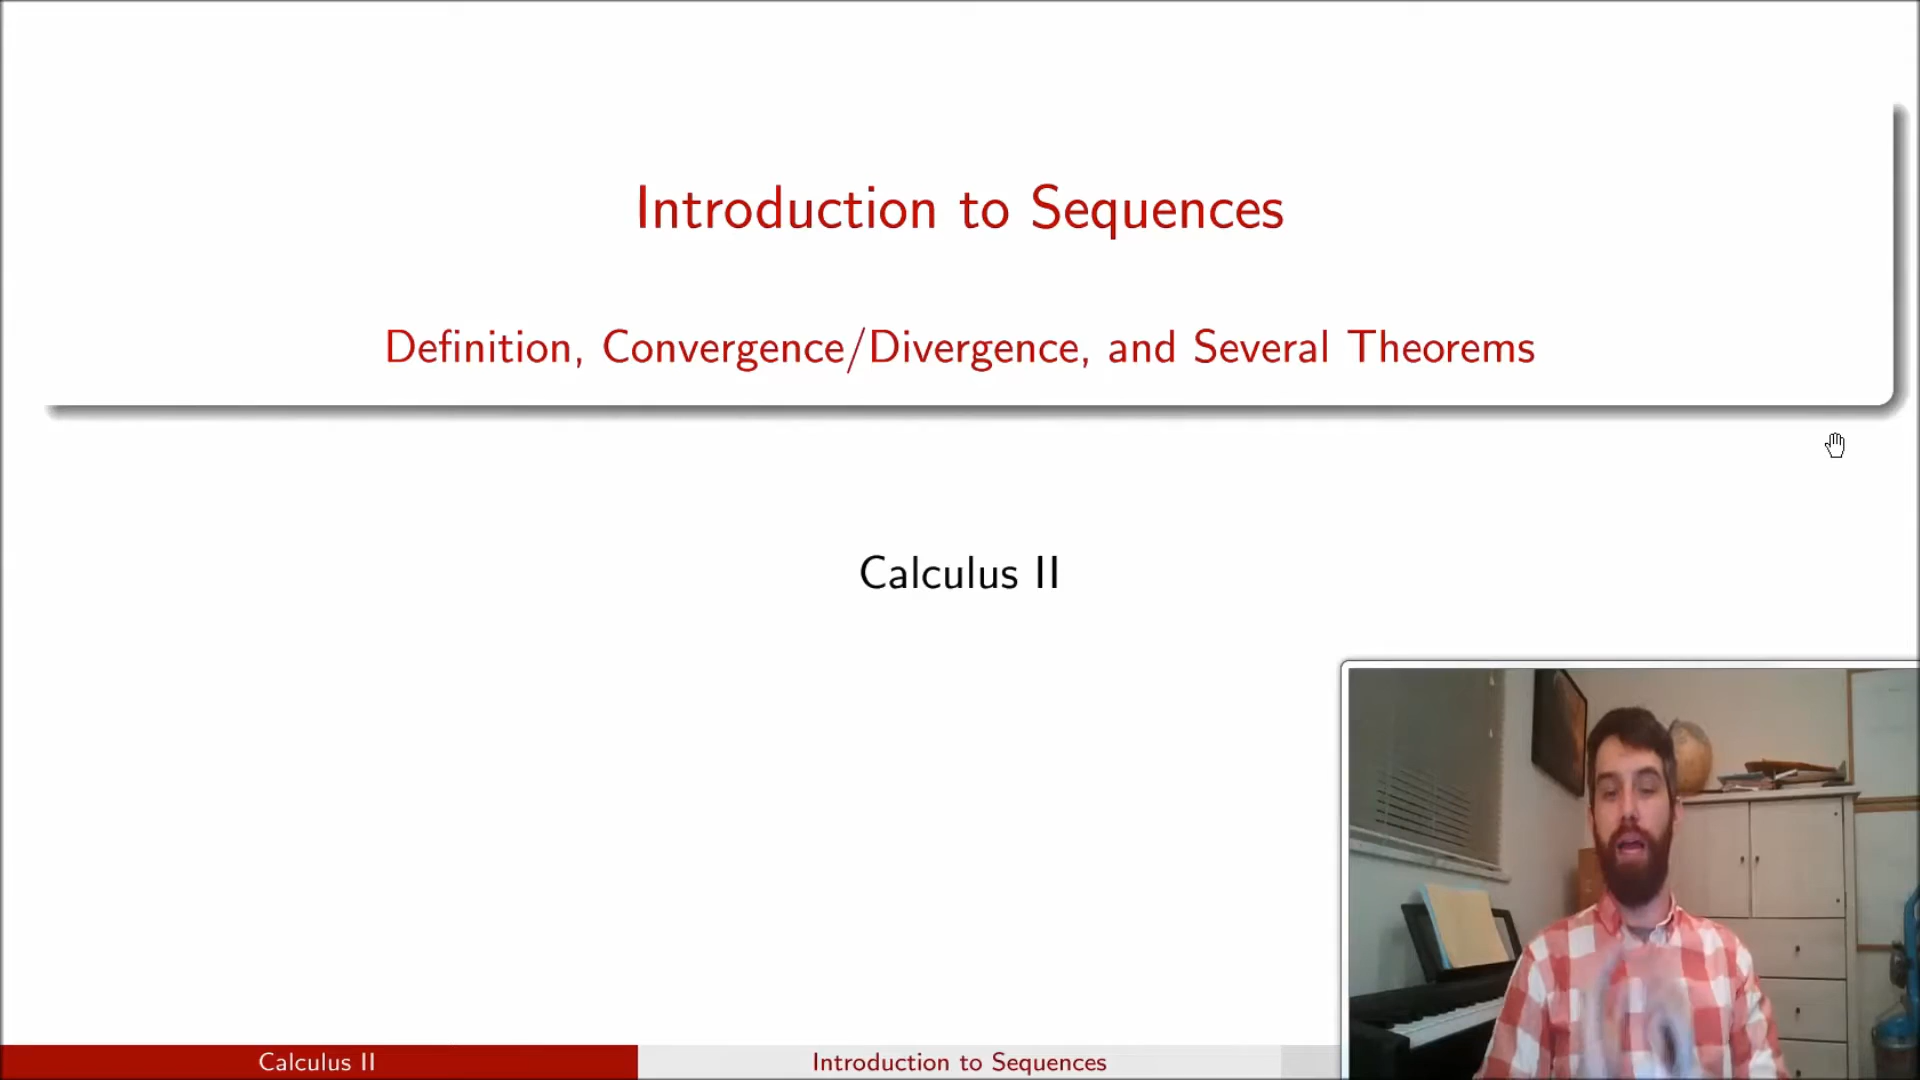 Introduction to Sequences
Definition, Convergence/Divergence, and Several Theorems
Calculus II
Calculus II
Introduction to Sequences